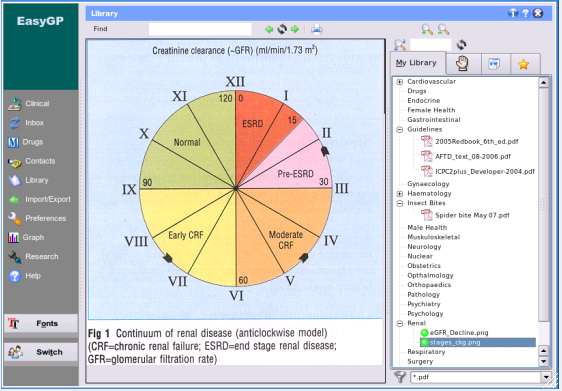 EasyGP
Library
Find
Clinical
Inbox
Drugs
Contacts
Library
Import/Export
Preferences
Graph
Research
Help
Fonts
Switch
Creatinine clearance (~GFR) (ml/min/1.73 m²)
XII
XI
I
120
0
ESRD
15
X
II
Normal
Pre-ESRD
IX
90
30
III
Early CRF
Moderate
CRF
VIII
IV
VII
60
V
VI
Fig 1 Continuum of renal disease (anticlockwise model)
(CRF=chronic renal failure; ESRD=end stage renal disease;
GFR=glomerular filtration rate)
My Library
Cardiovascular
Drugs
Endocrine
Female Health
Gastrointestinal
Guidelines
2005Redbook_6th_ed.pdf
AFTD_text_08-2006.pdf
ICPC2plus_Developer-2004.pdf
Gynaecology
Haematology
Insect Bites
Spider bite May 07.pdf
Male Health
Muskuloskeletal
Neurology
Nuclear
Obstetrics
Opthalmology
Orthopaedics
Pathology
Psychiatry
Psychology
Renal
eGFR_Decline.png
stages_ckg.png
Respiratory
Surgery
*.pdf